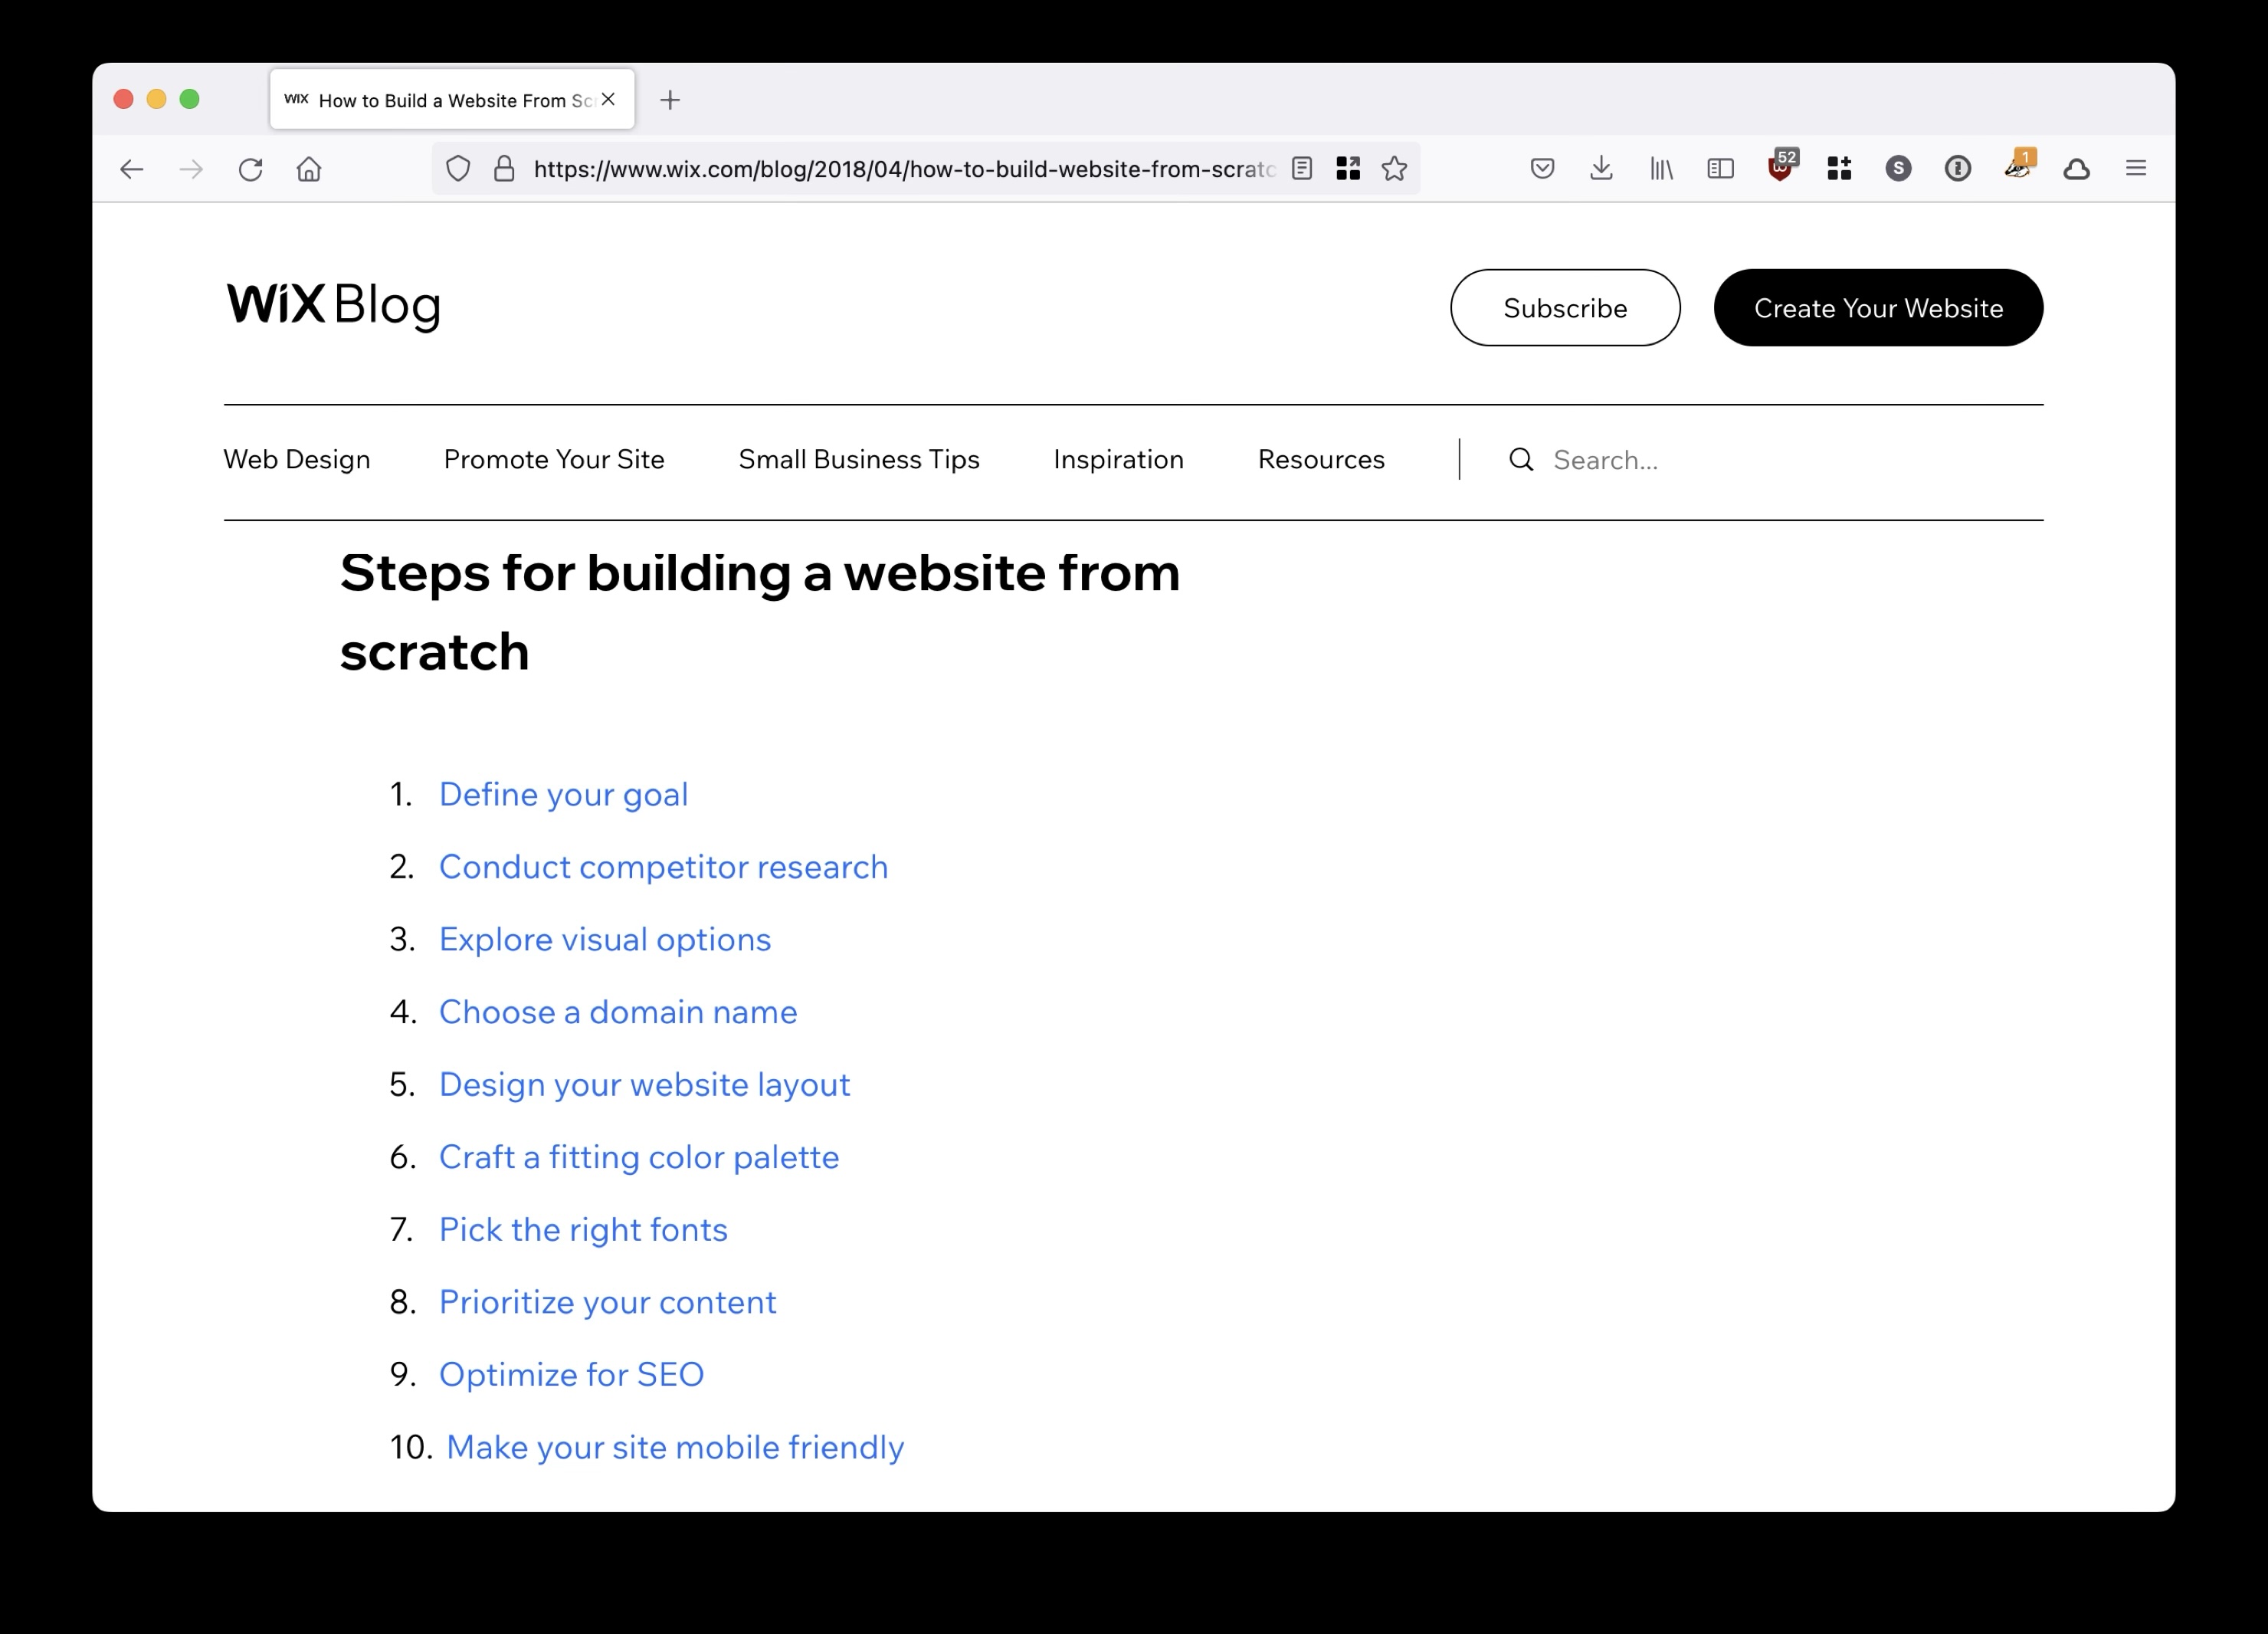 WiX How to Build a Website From Sc
https://www.wix.com/blog/2018/04/how-to-build-website-from-scratc
52
S
1
WiX Blog
Subscribe
Create Your Website
Web Design
Promote Your Site
Small Business Tips
Inspiration
Resources
Search...
Steps for building a website from
scratch
1. Define your goal
2. Conduct competitor research
3. Explore visual options
4. Choose a domain name
5. Design your website layout
6. Craft a fitting color palette
7. Pick the right fonts
8. Prioritize your content
9. Optimize for SEO
10. Make your site mobile friendly